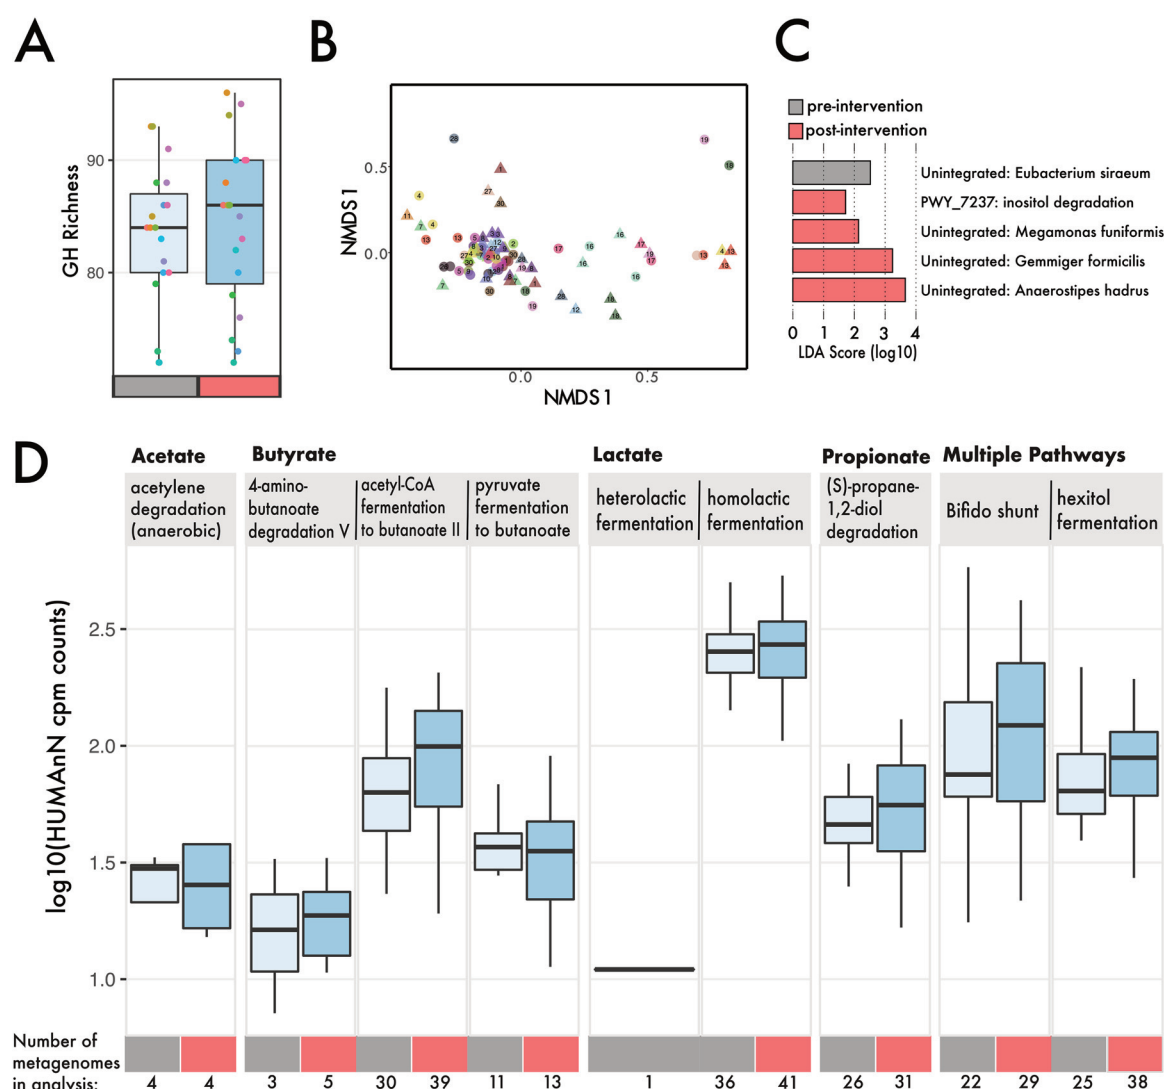 A
B
C
GH Richness
90
80
NMDS 1
0.5
0.0
0.0
0.5
NMDS 1
pre-intervention
post-intervention
Unintegrated: Eubacterium siraeum
PWY_7237: inositol degradation
Unintegrated: Megamonas funiformis
Unintegrated: Gemmiger formicilis
Unintegrated: Anaerostipes hadrus
0 1 2 3 4
LDA Score (log10)
D
Acetate
Butyrate
Lactate
Propionate
Multiple Pathways
acetylene
degradation
(anaerobic)
4-amino-
butanoate
degradation V
acetyl-CoA
fermentation
to butanoate II
pyruvate
fermentation
to butanoate
heterolactic
fermentation
homolactic
fermentation
(S)-propane-
1,2-diol
degradation
Bifido shunt
hexitol
fermentation
log10(HUMAnN cpm counts)
2.5
2.0
1.5
1.0
Number of
metagenomes
in analysis:
4 4 3 5 30 39 11 13 1 36 41 26 31 22 29 25 38